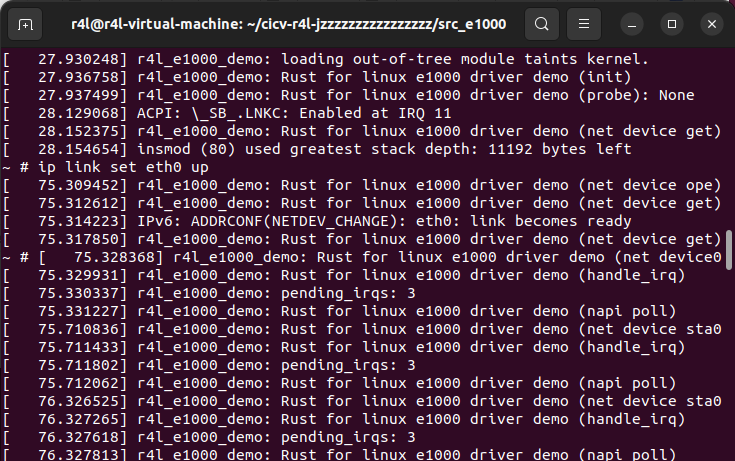 r4l@r4l-virtual-machine: ~/cicv-r4l-jzzzzzzzzzzzzzzzz/src_e1000
[   27.930248] r4l_e1000_demo: loading out-of-tree module taints kernel.
[   27.936758] r4l_e1000_demo: Rust for linux e1000 driver demo (init)
[   27.937499] r4l_e1000_demo: Rust for linux e1000 driver demo (probe): None
[   28.129068] ACPI: \_SB_.LNKC: Enabled at IRQ 11
[   28.152375] r4l_e1000_demo: Rust for linux e1000 driver demo (net device get)
[   28.154654] insmod (80) used greatest stack depth: 11192 bytes left
~ # ip link set eth0 up
[   75.309452] r4l_e1000_demo: Rust for linux e1000 driver demo (net device ope)
[   75.312612] r4l_e1000_demo: Rust for linux e1000 driver demo (net device get)
[   75.314223] IPv6: ADDRCONF(NETDEV_CHANGE): eth0: link becomes ready
[   75.317850] r4l_e1000_demo: Rust for linux e1000 driver demo (net device get)
~ # [   75.328368] r4l_e1000_demo: Rust for linux e1000 driver demo (net device0
[   75.329931] r4l_e1000_demo: Rust for linux e1000 driver demo (handle_irq)
[   75.330337] r4l_e1000_demo: pending_irqs: 3
[   75.331227] r4l_e1000_demo: Rust for linux e1000 driver demo (napi poll)
[   75.710836] r4l_e1000_demo: Rust for linux e1000 driver demo (net device sta0
[   75.711433] r4l_e1000_demo: Rust for linux e1000 driver demo (handle_irq)
[   75.711802] r4l_e1000_demo: pending_irqs: 3
[   75.712062] r4l_e1000_demo: Rust for linux e1000 driver demo (napi poll)
[   76.326525] r4l_e1000_demo: Rust for linux e1000 driver demo (net device sta0
[   76.327265] r4l_e1000_demo: Rust for linux e1000 driver demo (handle_irq)
[   76.327618] r4l_e1000_demo: pending_irqs: 3
[   76.327813] r4l_e1000_demo: Rust for linux e1000 driver demo (napi poll)